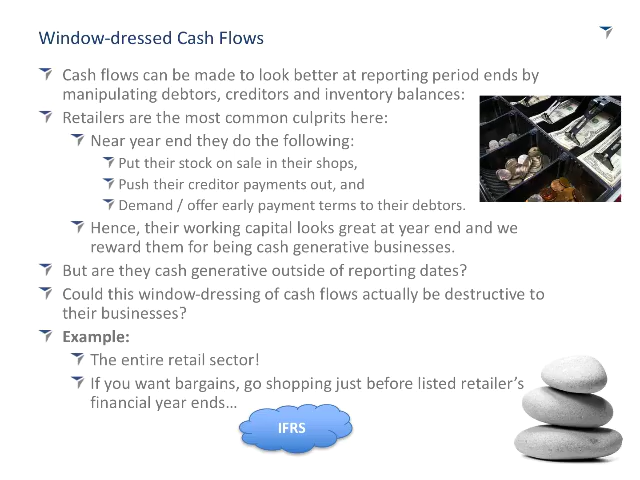 Window-dressed Cash Flows
Cash flows can be made to look better at reporting period ends by
manipulating debtors, creditors and inventory balances:
Retailers are the most common culprits here:
Near year end they do the following:
Put their stock on sale in their shops,
Push their creditor payments out, and
Demand / offer early payment terms to their debtors.
Hence, their working capital looks great at year end and we
reward them for being cash generative businesses.
But are they cash generative outside of reporting dates?
Could this window-dressing of cash flows actually be destructive to
their businesses?
Example:
The entire retail sector!
If you want bargains, go shopping just before listed retailer's
financial year ends…
IFRS